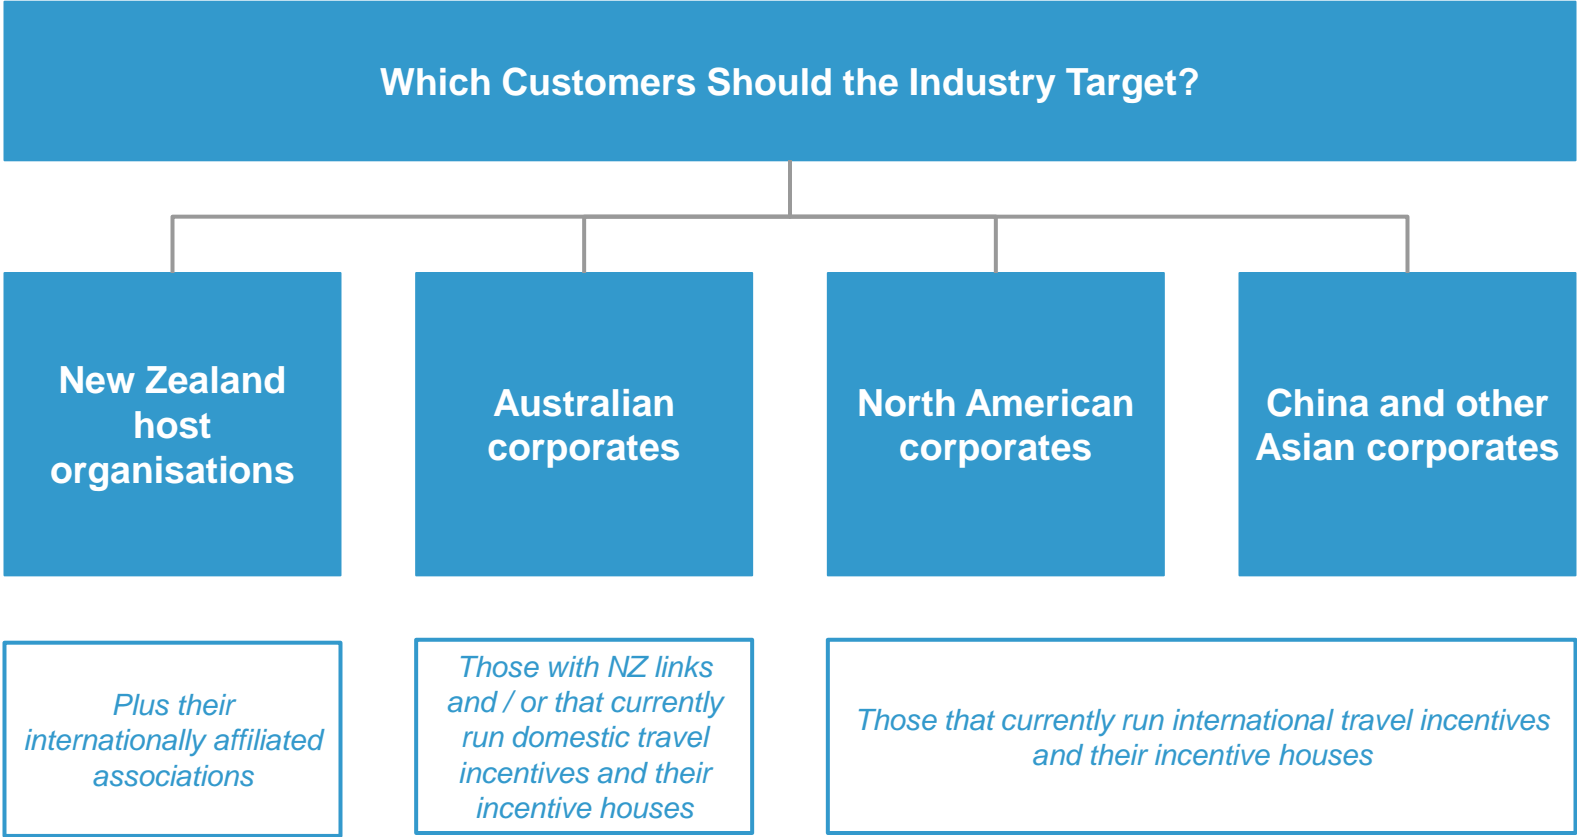 Which Customers Should the Industry Target?
New Zealand
host
organisations
Australian
corporates
North American
corporates
China and other
Asian corporates
Plus their
internationally affiliated
associations
Those with NZ links
and / or that currently
run domestic travel
incentives and their
incentive houses
Those that currently run international travel incentives
and their incentive houses